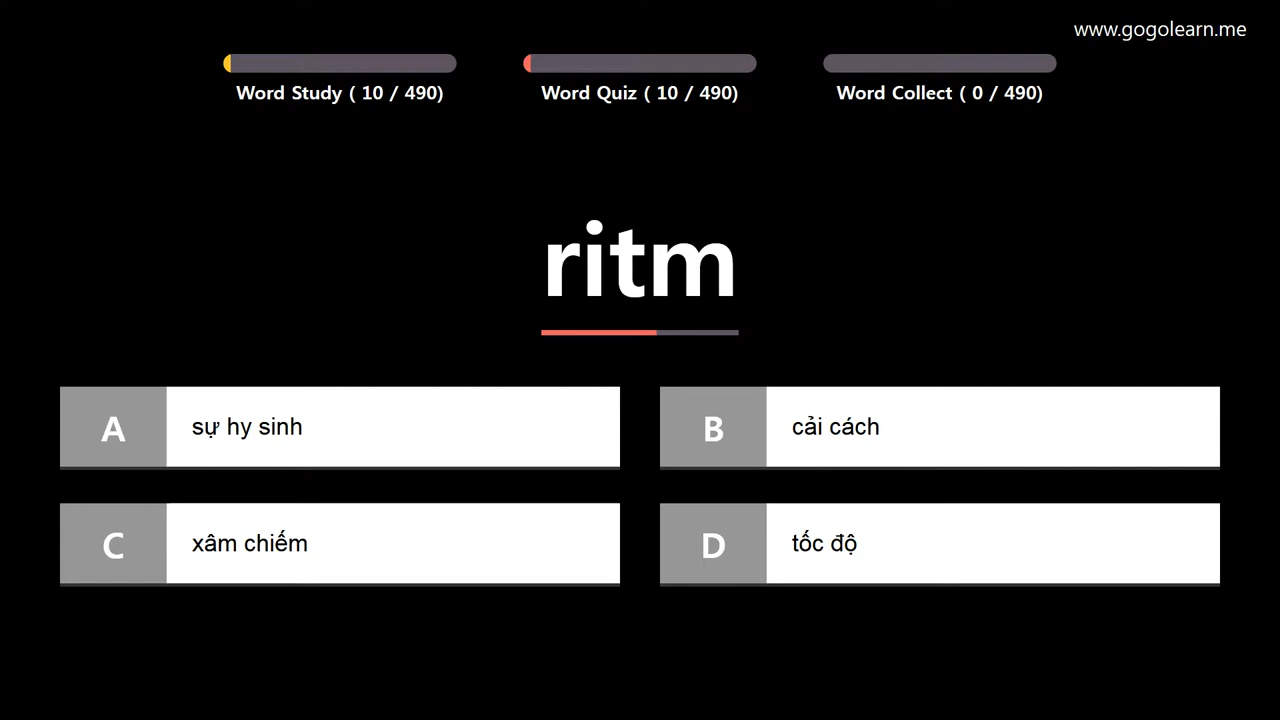 www.gogolearn.me
Word Study ( 10 / 490)
Word Quiz ( 10 / 490)
Word Collect ( 0 / 490)
ritm
A sự hy sinh
B cải cách
C xâm chiếm
D tốc độ